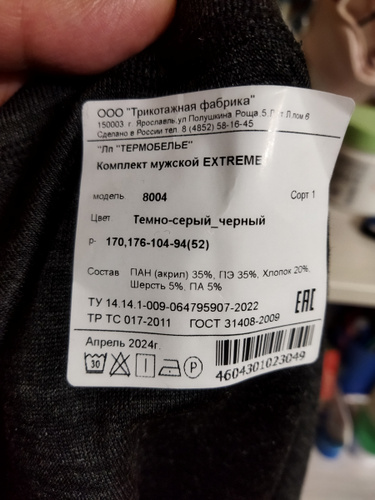 ООО "Трикотажная фабрика"
150003 г. Ярославль,ул Полушкина Роща,5,
Сделано в России тел. 8 (4852) 58-16-45
"Лп "ТЕРМОБЕЛЬЕ"
Комплект мужской EXTREME
модель 8004 Сорт 1
Цвет Темно-серый_черный
р- 170,176-104-94(52)
Состав ПАН (акрил) 35%, ПЭ 35%, Хлопок 20%,
Шерсть 5%, ПА 5%
ТУ 14.14.1-009-064795907-2022
ТР ТС 017-2011 ГОСТ 31408-2009
EAC
Апрель 2024г.
30 P
4604301023049